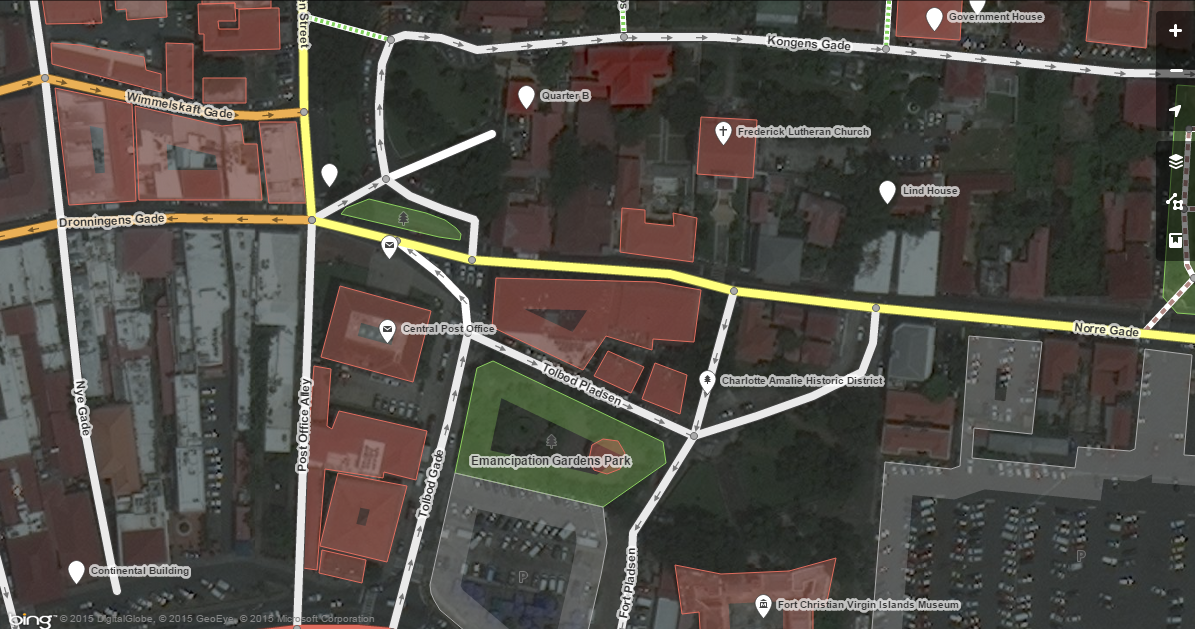 Government House
Kongens Gade
Quarter B
Wimmelskaft Gade
Frederick Lutheran Church
Lind House
Dronningens Gade
Central Post Office
Norre Gade
Tolbod Pladsen
Charlotte Amalie Historic District
Nye Gade
Post Office Alley
Emancipation Gardens Park
Tolbod Gade
P
P
Continental Building
Fort Pladsen
Fort Christian Virgin Islands Museum
bing © 2015 DigitalGlobe, © 2015 GeoEye, © 2015 Microsoft Corporation